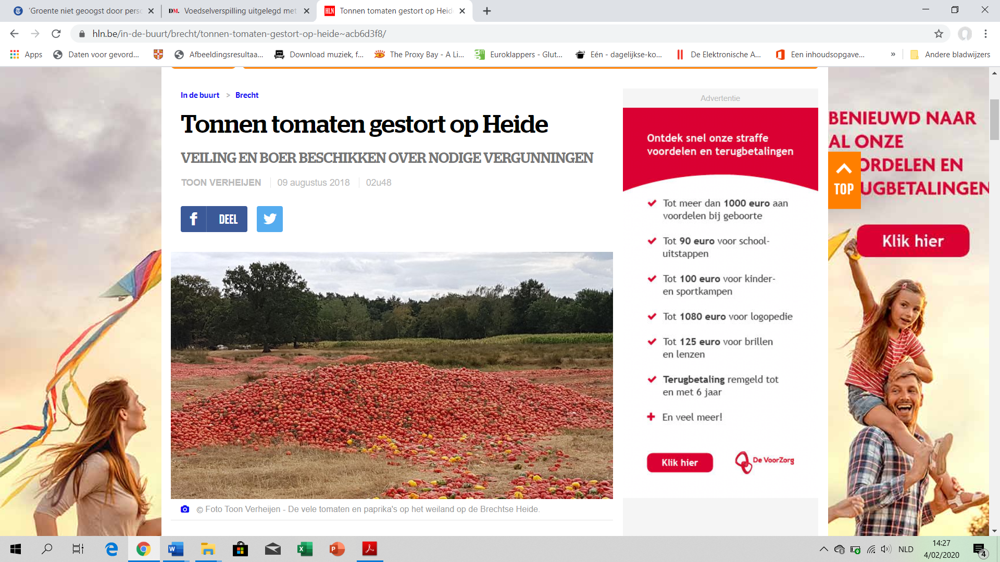 'Groente niet geoogst door perso
DM. Voedselverspilling uitgelegd met
HLN Tonnen tomaten gestort op Heid
hln.be/in-de-buurt/brecht/tonnen-tomaten-gestort-op-heide~acb6d3f8/
Apps
Daten voor gevord...
Afbeeldingsresultaa...
Download muziek, f...
The Proxy Bay - A Li...
Euroklappers - Glut...
Eén - dagelijkse-ko...
De Elektronische A...
Een inhoudsopgave...
»
Andere bladwijzers
In de buurt > Brecht
Tonnen tomaten gestort op Heide
VEILING EN BOER BESCHIKKEN OVER NODIGE VERGUNNINGEN
TOON VERHEIJEN 09 augustus 2018 02u48
f DEEL
© Foto Toon Verheijen - De vele tomaten en paprika's op het weiland op de Brechtse Heide.
Advertentie
Ontdek snel onze straffe
voordelen en terugbetalingen
Tot meer dan 1000 euro aan
voordelen bij geboorte
Tot 90 euro voor school-
uitstappen
Tot 100 euro voor kinder-
en sportkampen
Tot 1080 euro voor logopedie
Tot 125 euro voor brillen
en lenzen
Terugbetaling remgeld tot
en met 6 jaar
En veel meer!
Klik hier
De VoorZorg
BENIEUWD NAAR
AL ONZE
ORDELEN EN
UGBETALINGEN
TOP
Klik hier
NLD
14:27
4/02/2020
4